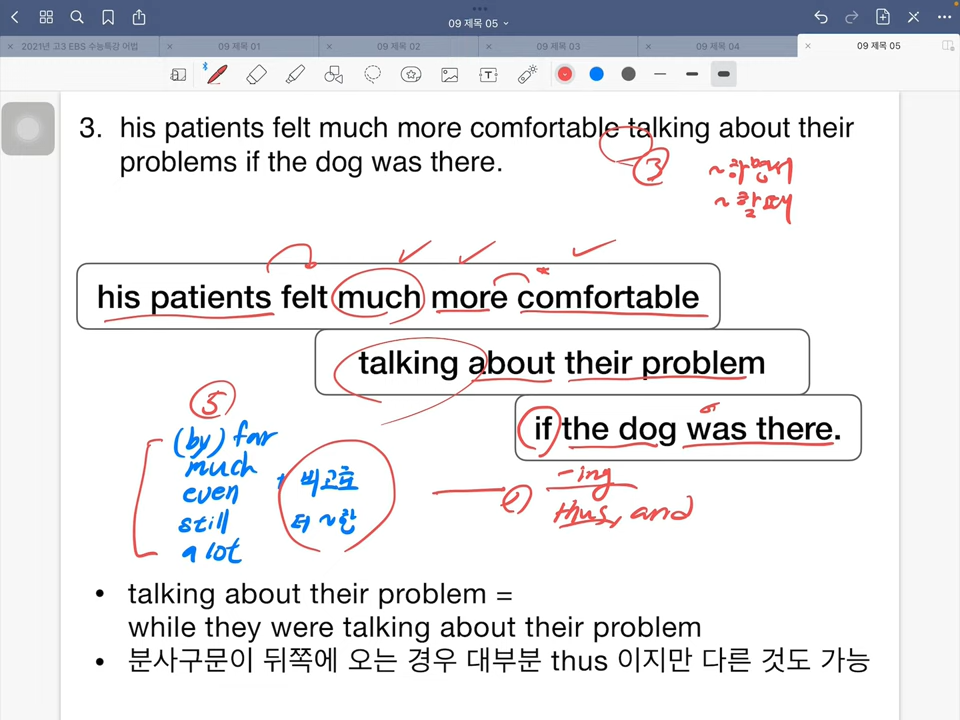 09 제목 05
2021년 고3 EBS 수능특강 어법
09 제목 01
09 제목 02
09 제목 03
09 제목 04
09 제목 05
3. his patients felt much more comfortable talking about their
problems if the dog was there.
③
~하면서
~할때
his patients felt much more comfortable
talking about their problem
if the dog was there.
⑤
(by) far
much
even
still
a lot
+ 비교급
더 ~한
-ing
thus, and
• talking about their problem =
while they were talking about their problem
• 분사구문이 뒤쪽에 오는 경우 대부분 thus 이지만 다른 것도 가능